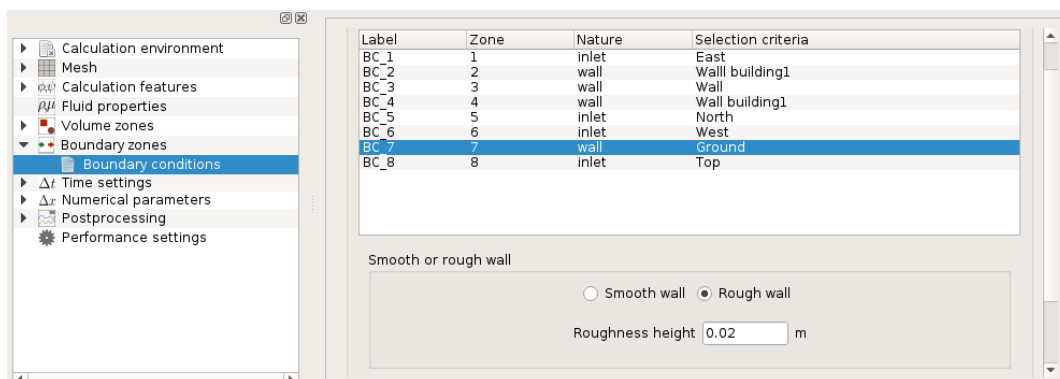 Calculation environment
Mesh
Calculation features
Fluid properties
Volume zones
Boundary zones
Boundary conditions
Δt Time settings
Δx Numerical parameters
Postprocessing
Performance settings
Label Zone Nature Selection criteria
BC_1 1 inlet East
BC_2 2 wall Walll building1
BC_3 3 wall Wall
BC_4 4 wall Wall building1
BC_5 5 inlet North
BC_6 6 inlet West
BC_7 7 wall Ground
BC_8 8 inlet Top
Smooth or rough wall
Smooth wall Rough wall
Roughness height 0.02 m